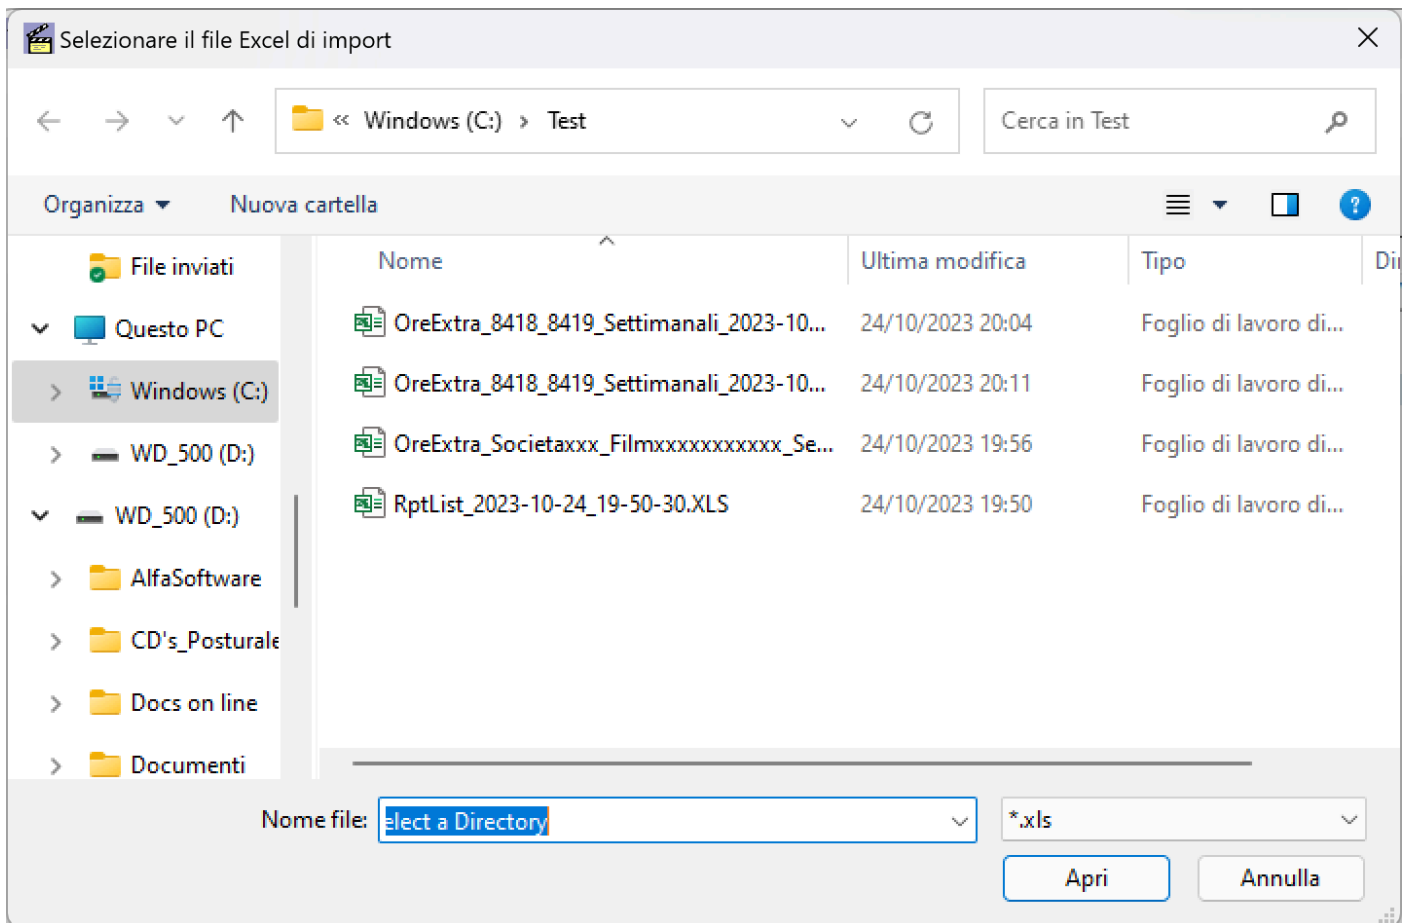 Selezionare il file Excel di import
« Windows (C:) › Test
Cerca in Test
Organizza
Nuova cartella
File inviati
Questo PC
Windows (C:)
WD_500 (D:)
WD_500 (D:)
AlfaSoftware
CD's_Posturale
Docs on line
Documenti
Nome Ultima modifica Tipo Di
OreExtra_8418_8419_Settimanali_2023-10... 24/10/2023 20:04 Foglio di lavoro di...
OreExtra_8418_8419_Settimanali_2023-10... 24/10/2023 20:11 Foglio di lavoro di...
OreExtra_Societaxxx_Filmxxxxxxxxxxx_Se... 24/10/2023 19:56 Foglio di lavoro di...
RptList_2023-10-24_19-50-30.XLS 24/10/2023 19:50 Foglio di lavoro di...
Nome file: elect a Directory *.xls
Apri Annulla